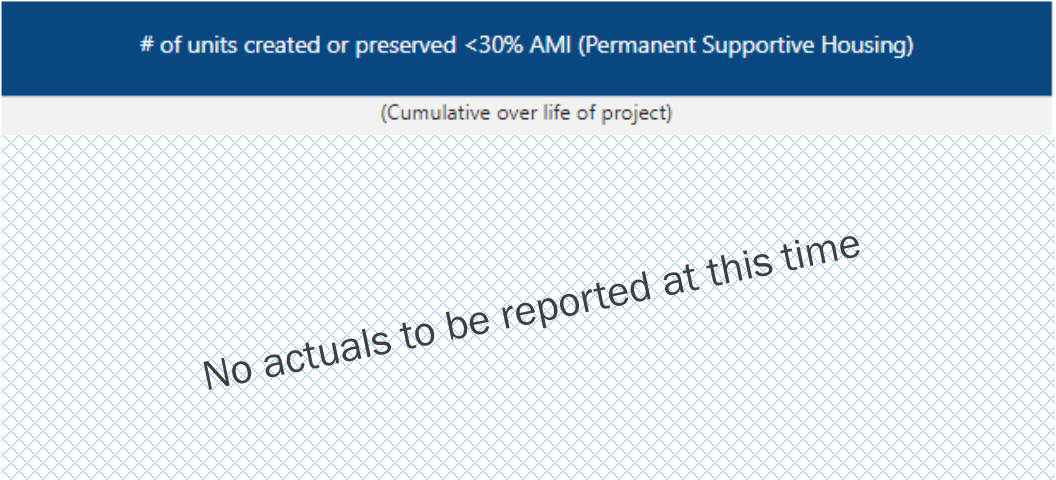 # of units created or preserved <30% AMI (Permanent Supportive Housing)
(Cumulative over life of project)
No actuals to be reported at this time